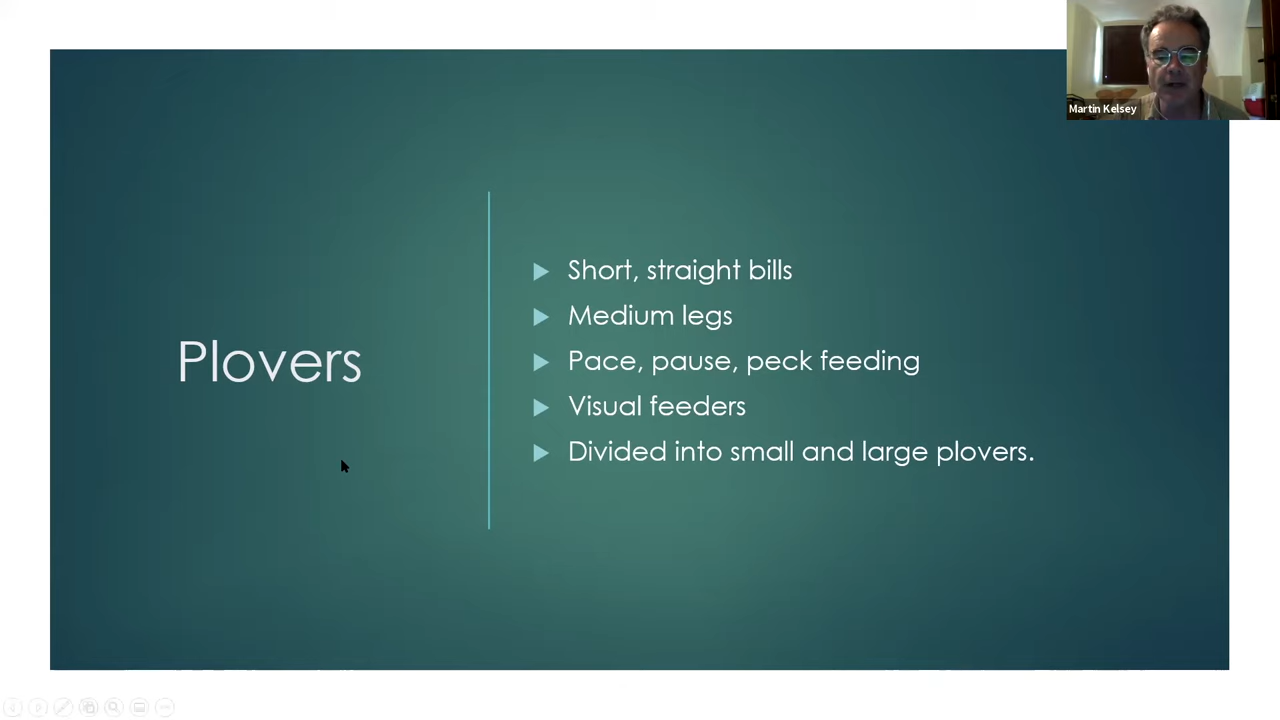 Martin Kelsey
Plovers
Short, straight bills
Medium legs
Pace, pause, peck feeding
Visual feeders
Divided into small and large plovers.